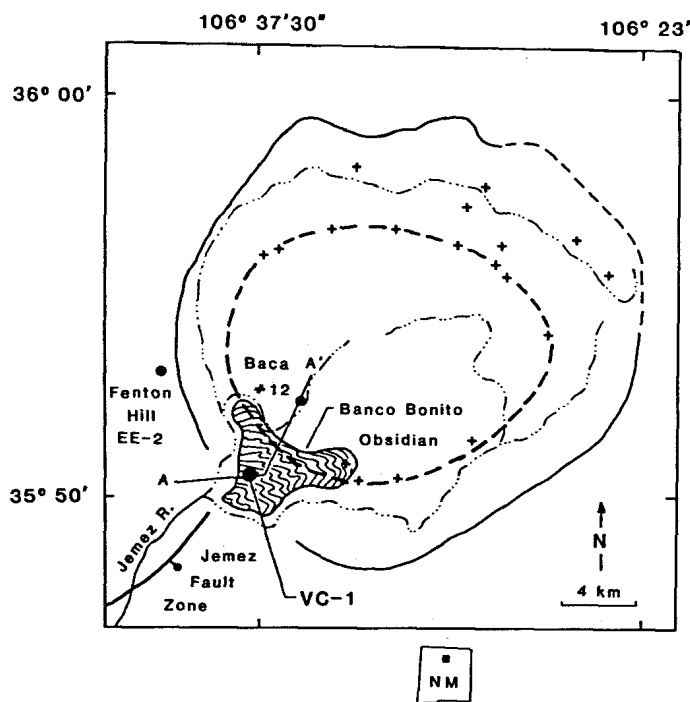 106° 37'30"
106° 23'
36° 00'
Baca A'
12
Fenton
Hill
EE-2
Banco Bonito
Obsidian
A
35° 50'
Jemez R.
Jemez
Fault
Zone
VC-1
N
4 km
NM